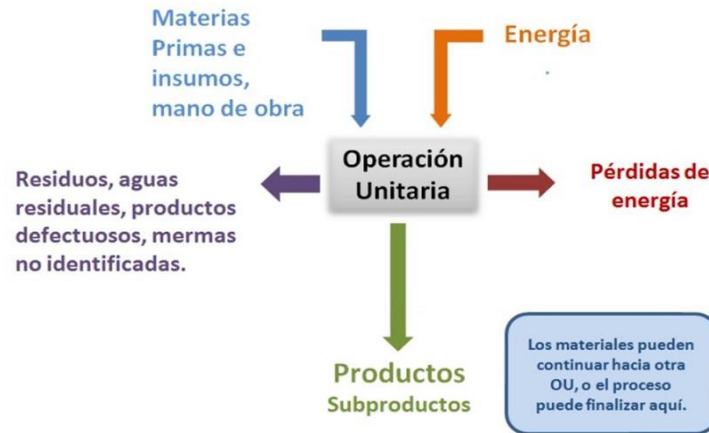 Materias
Primas e
insumos,
mano de obra
Energía
Operación
Unitaria
Residuos, aguas
residuales, productos
defectuosos, mermas
no identificadas.
Pérdidas de
energía
Productos
Subproductos
Los materiales pueden
continuar hacia otra
OU, o el proceso
puede finalizar aquí.